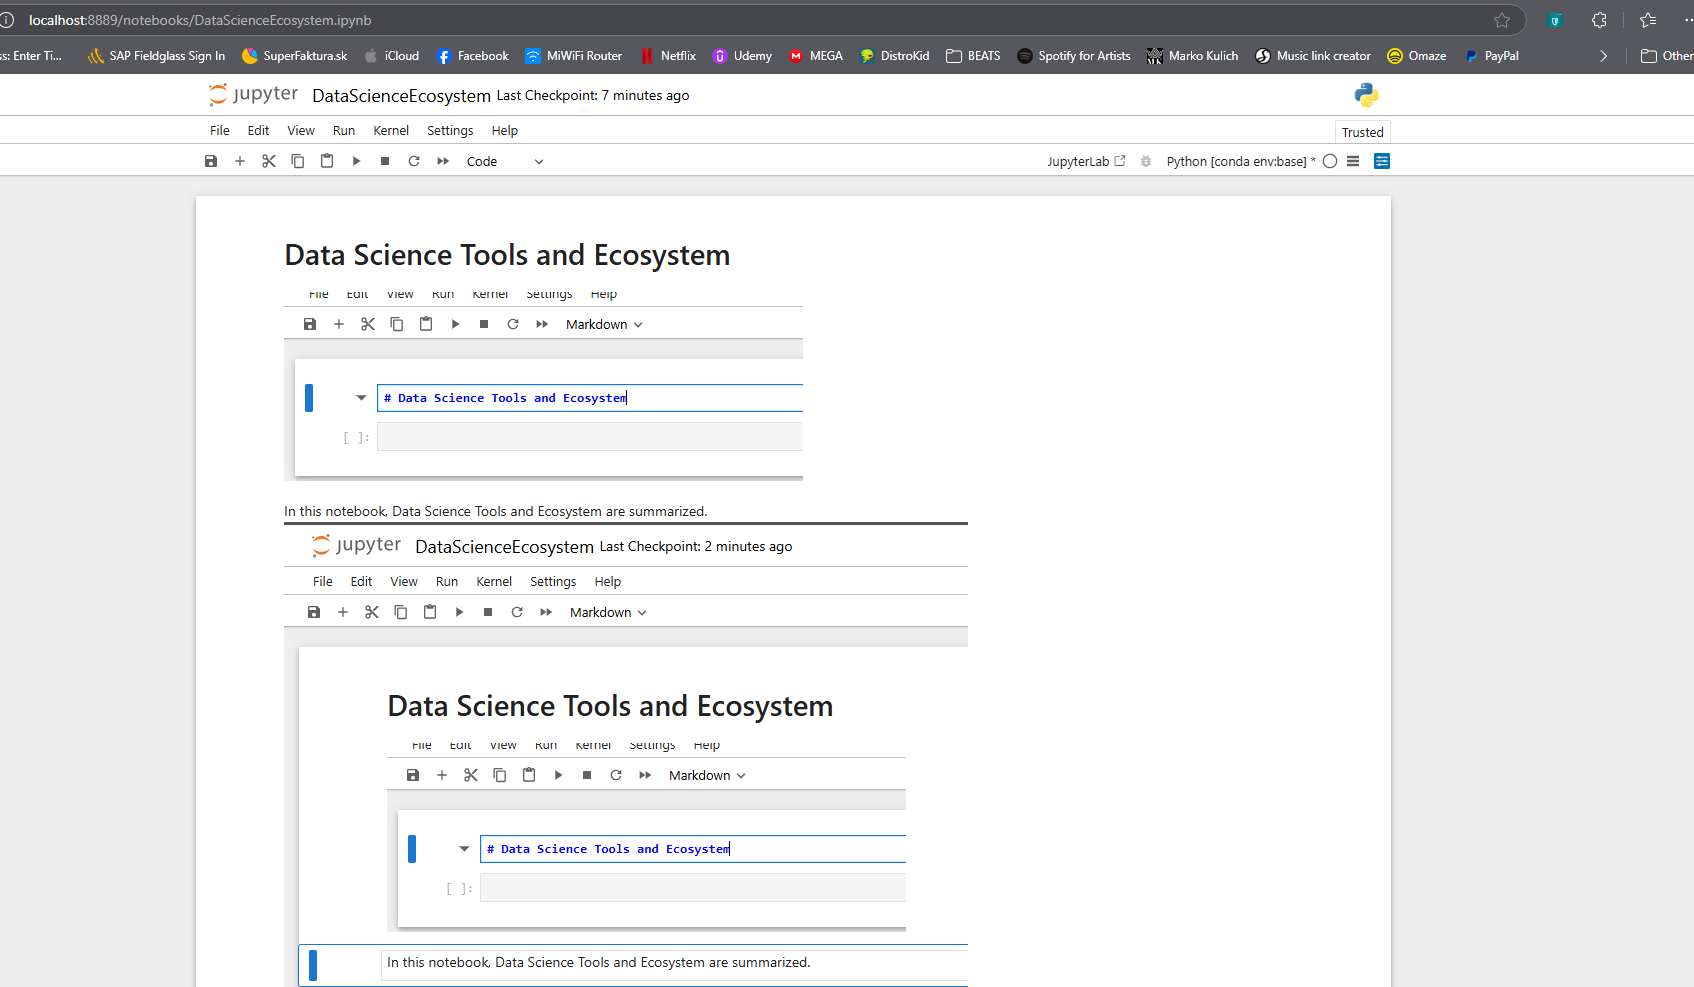 localhost:8889/notebooks/DataScienceEcosystem.ipynb
ss: Enter Ti... SAP Fieldglass Sign In SuperFaktura.sk iCloud Facebook MiWiFi Router Netflix Udemy MEGA DistroKid BEATS Spotify for Artists Marko Kulich Music link creator Omaze PayPal Other
jupyter DataScienceEcosystem Last Checkpoint: 7 minutes ago
File Edit View Run Kernel Settings Help Trusted
Code JupyterLab Python [conda env:base] *
Data Science Tools and Ecosystem
File Edit View Run Kernel Settings Help
Markdown
# Data Science Tools and Ecosystem
[ ]:
In this notebook, Data Science Tools and Ecosystem are summarized.
jupyter DataScienceEcosystem Last Checkpoint: 2 minutes ago
File Edit View Run Kernel Settings Help
Markdown
Data Science Tools and Ecosystem
File Edit View Run Kernel Settings Help
Markdown
# Data Science Tools and Ecosystem
[ ]:
In this notebook, Data Science Tools and Ecosystem are summarized.